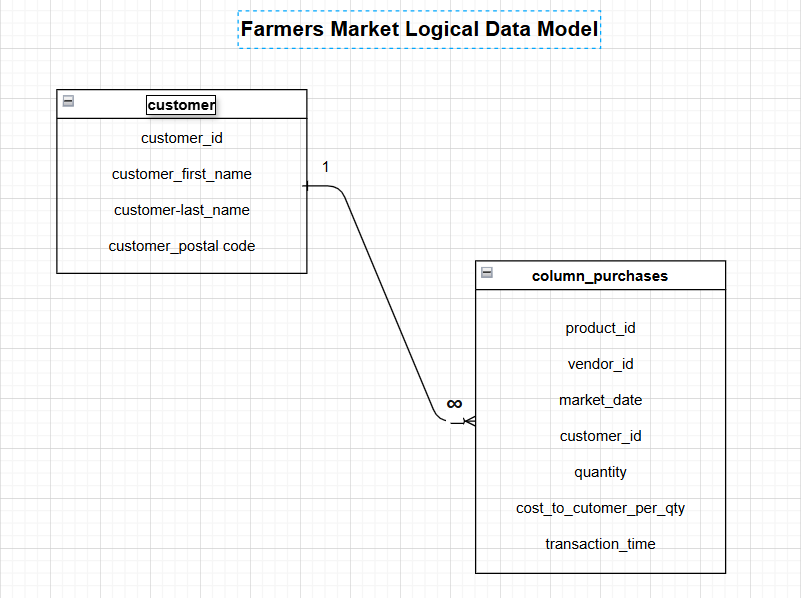 Farmers Market Logical Data Model
customer
customer_id
customer_first_name
customer-last_name
customer_postal code
1
∞
column_purchases
product_id
vendor_id
market_date
customer_id
quantity
cost_to_cutomer_per_qty
transaction_time